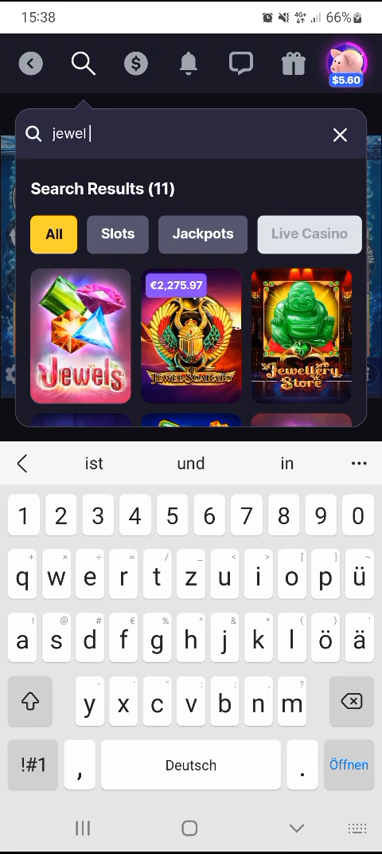 15:38 4G+ 66%
$
$5.60
jewel
Search Results (11)
All Slots Jackpots Live Casino
€2,275.97
Jewels JEWEL SCARABS Jewellery Store
ist und in
1 2 3 4 5 6 7 8 9 0
q w e r t z u i o p ü
a s d f g h j k l ö ä
y x c v b n m
!#1 , Deutsch . Öffnen